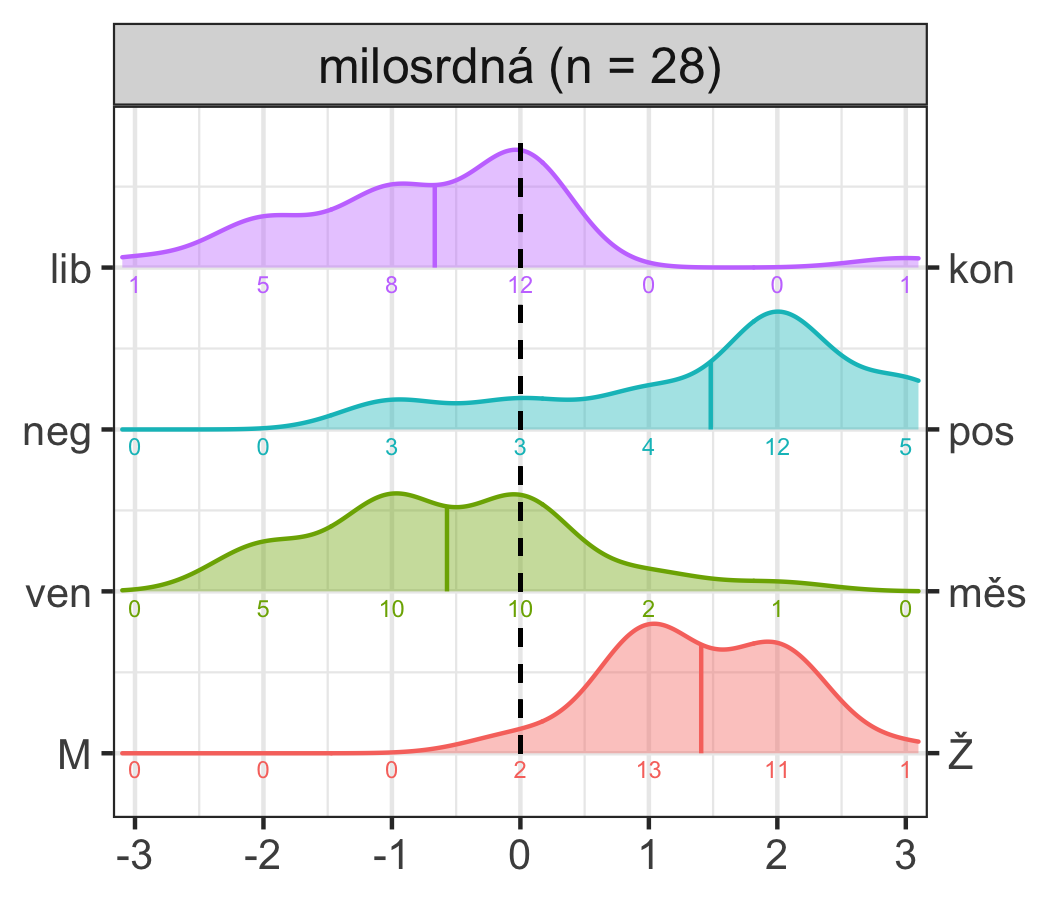 milosrdná (n = 28)
lib kon
1 5 8 12 0 0 1
neg pos
0 0 3 3 4 12 5
ven měs
0 5 10 10 2 1 0
M Ž
0 0 0 2 13 11 1
-3 -2 -1 0 1 2 3